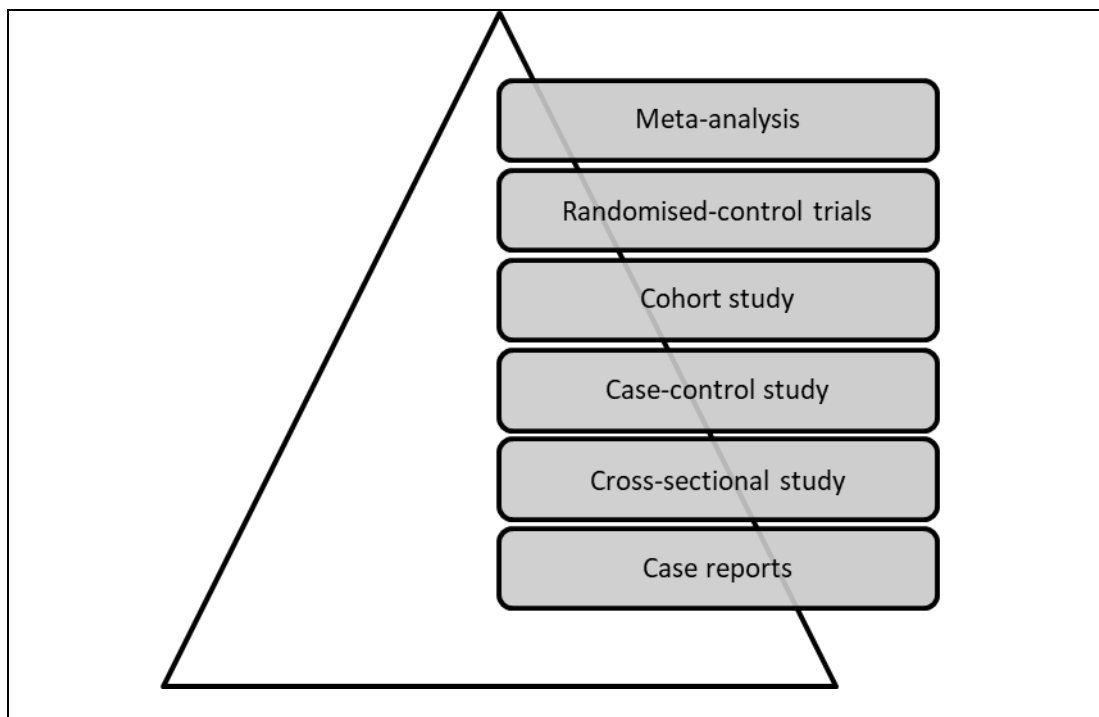 Meta-analysis
Randomised-control trials
Cohort study
Case-control study
Cross-sectional study
Case reports